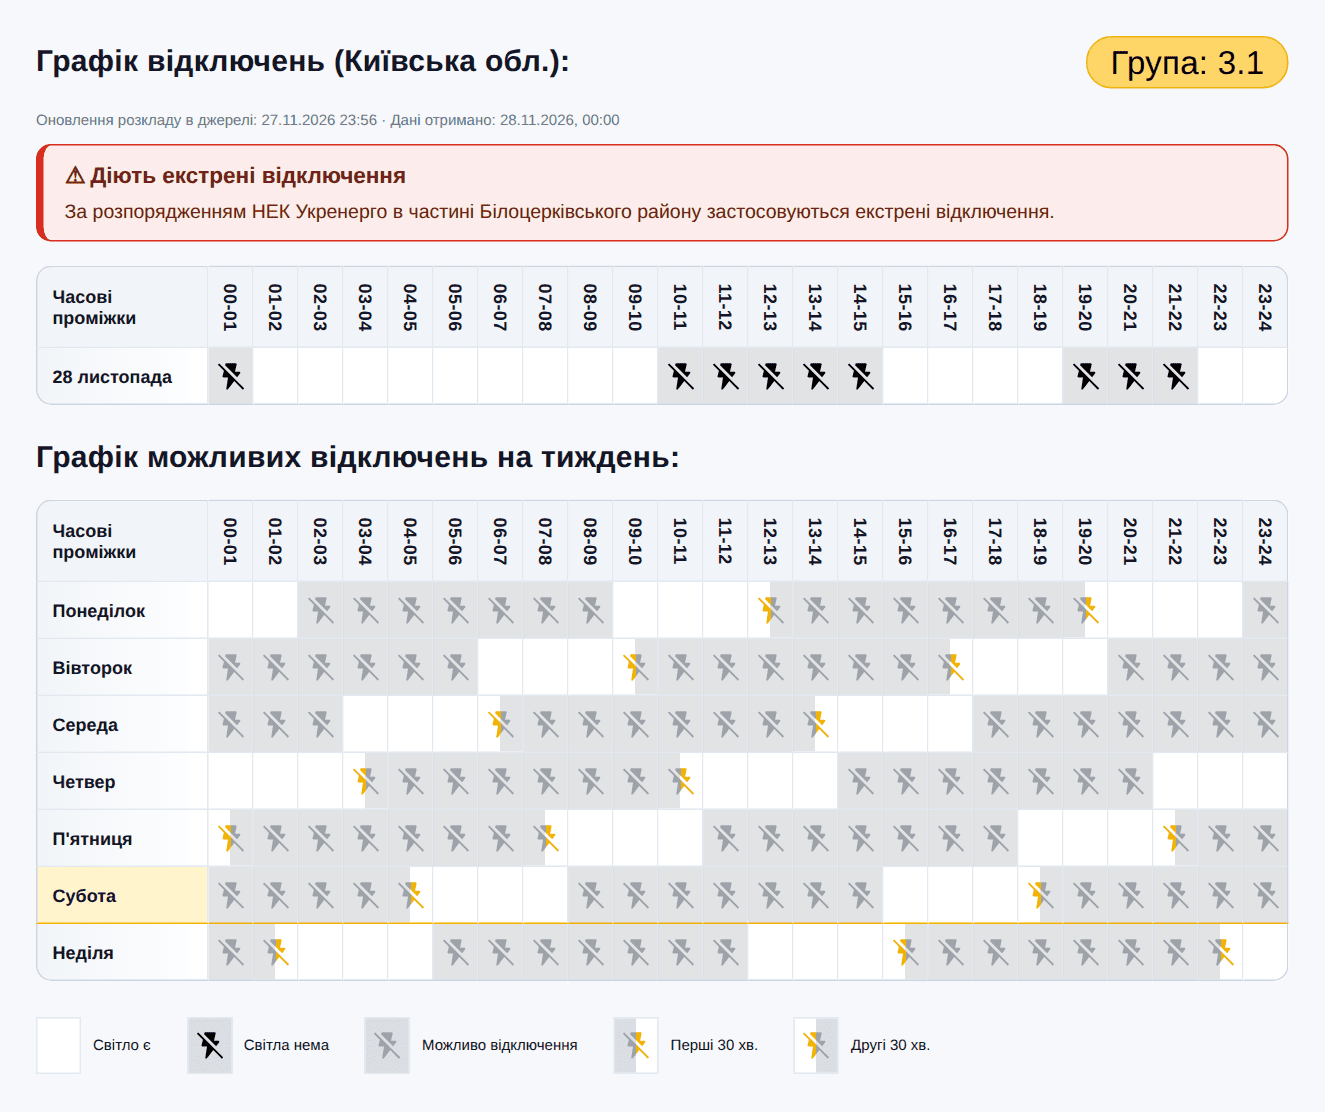 Графік відключень (Київська обл.):
Група: 3.1
Оновлення розкладу в джерелі: 27.11.2026 23:56 · Дані отримано: 28.11.2026, 00:00
⚠ Діють екстрені відключення
За розпорядженням НЕК Укренерго в частині Білоцерківського району застосовуються екстрені відключення.
Часові
проміжки
00-01 01-02 02-03 03-04 04-05 05-06 06-07 07-08 08-09 09-10 10-11 11-12 12-13 13-14 14-15 15-16 16-17 17-18 18-19 19-20 20-21 21-22 22-23 23-24
28 листопада
Графік можливих відключень на тиждень:
Часові
проміжки
00-01 01-02 02-03 03-04 04-05 05-06 06-07 07-08 08-09 09-10 10-11 11-12 12-13 13-14 14-15 15-16 16-17 17-18 18-19 19-20 20-21 21-22 22-23 23-24
Понеділок
Вівторок
Середа
Четвер
П'ятниця
Субота
Неділя
Світло є
Світла нема
Можливо відключення
Перші 30 хв.
Другі 30 хв.